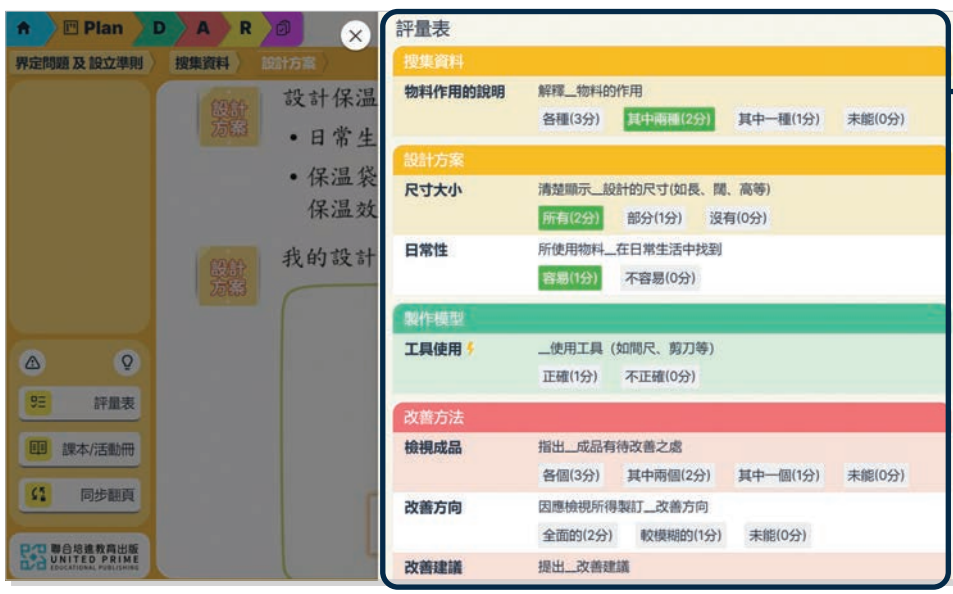 Plan D A R
界定問題 及 設立準則 搜集資料 設計方案
設計
方案
設計保温
• 日常生
• 保温袋
保温效
設計
方案
我的設計
評量表
課本/活動冊
同步翻頁
聯合培進教育出版
UNITED PRIME
EDUCATIONAL PUBLISHING
評量表
搜集資料
物料作用的說明 解釋__物料的作用
各種(3分) 其中兩種(2分) 其中一種(1分) 未能(0分)
設計方案
尺寸大小 清楚顯示__設計的尺寸(如長、闊、高等)
所有(2分) 部分(1分) 沒有(0分)
日常性 所使用物料__在日常生活中找到
容易(1分) 不容易(0分)
製作模型
工具使用 __使用工具（如間尺、剪刀等）
正確(1分) 不正確(0分)
改善方法
檢視成品 指出__成品有待改善之處
各個(3分) 其中兩個(2分) 其中一個(1分) 未能(0分)
改善方向 因應檢視所得製訂__改善方向
全面的(2分) 較模糊的(1分) 未能(0分)
改善建議 提出__改善建議